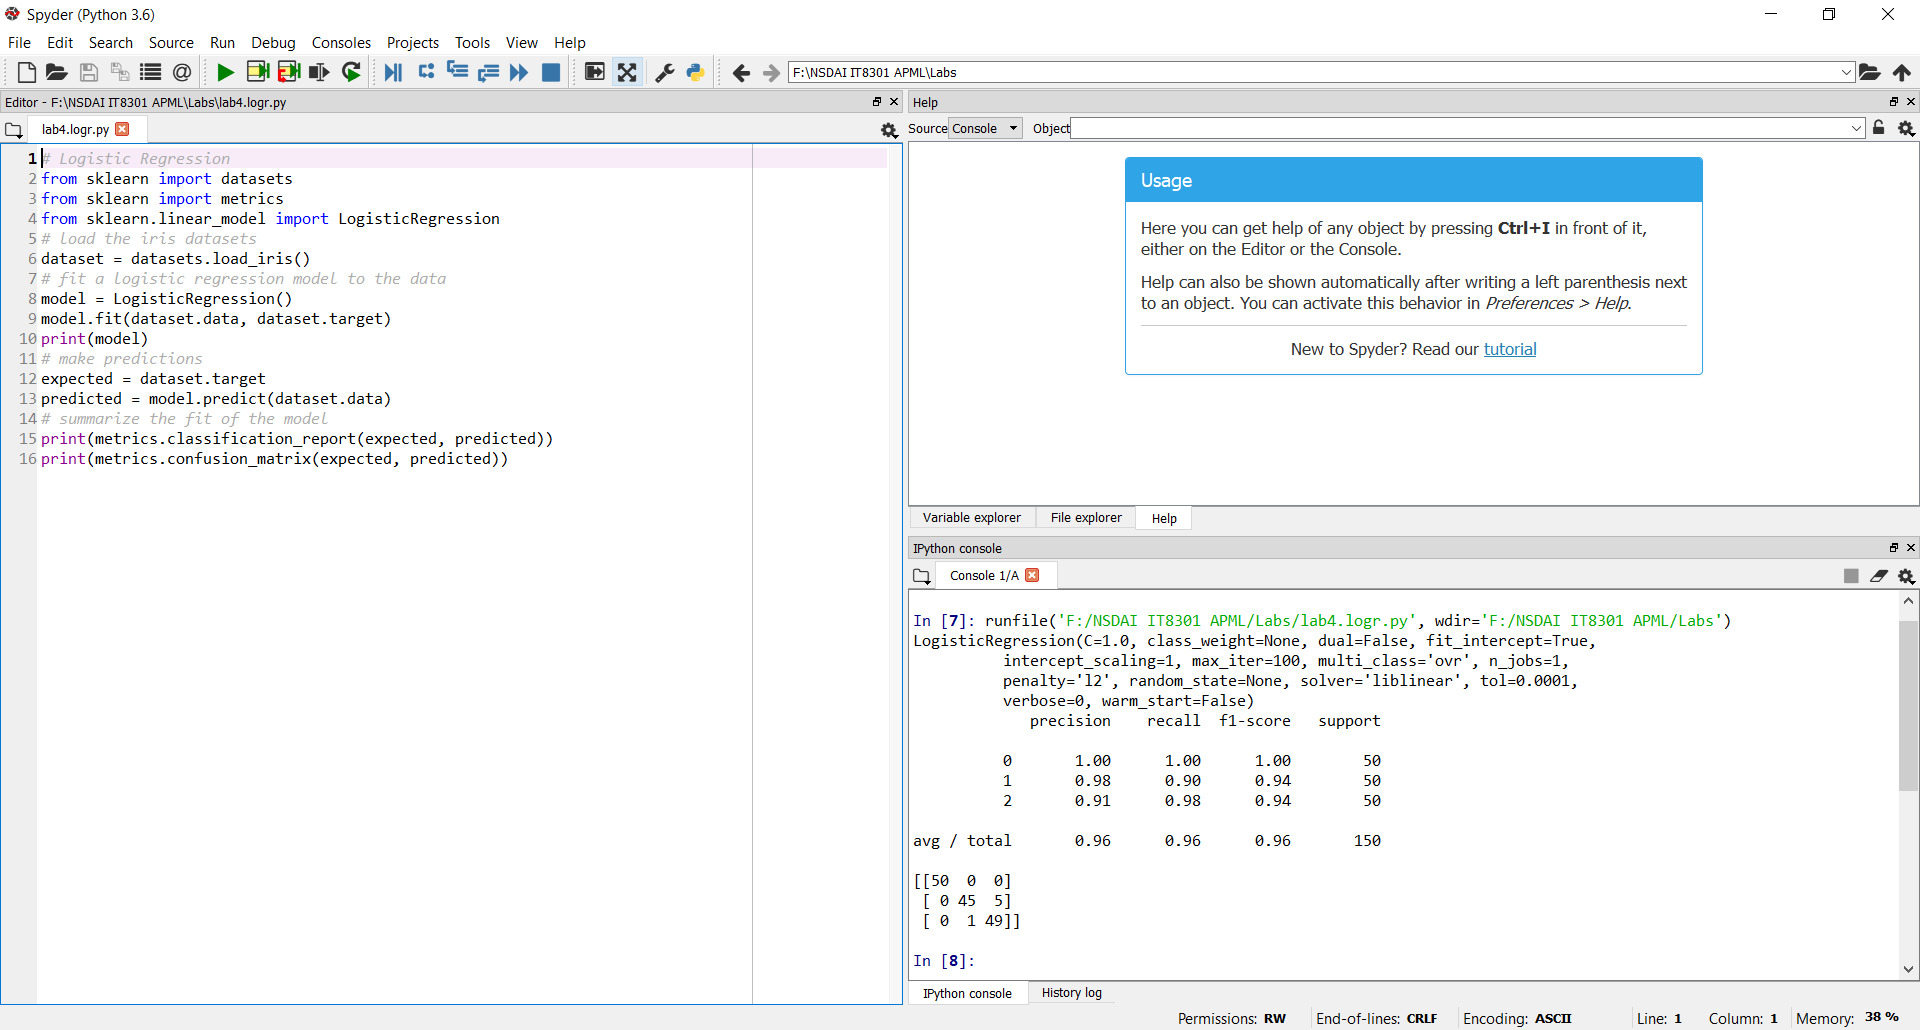 Spyder (Python 3.6)
File Edit Search Source Run Debug Consoles Projects Tools View Help
F:\NSDAI IT8301 APML\Labs
Editor - F:\NSDAI IT8301 APML\Labs\lab4.logr.py
lab4.logr.py
1 # Logistic Regression
2 from sklearn import datasets
3 from sklearn import metrics
4 from sklearn.linear_model import LogisticRegression
5 # load the iris datasets
6 dataset = datasets.load_iris()
7 # fit a logistic regression model to the data
8 model = LogisticRegression()
9 model.fit(dataset.data, dataset.target)
10 print(model)
11 # make predictions
12 expected = dataset.target
13 predicted = model.predict(dataset.data)
14 # summarize the fit of the model
15 print(metrics.classification_report(expected, predicted))
16 print(metrics.confusion_matrix(expected, predicted))
Help
Source Console Object
Usage
Here you can get help of any object by pressing Ctrl+I in front of it,
either on the Editor or the Console.
Help can also be shown automatically after writing a left parenthesis next
to an object. You can activate this behavior in Preferences > Help.
New to Spyder? Read our tutorial
Variable explorer File explorer Help
IPython console
Console 1/A
In [7]: runfile('F:/NSDAI IT8301 APML/Labs/lab4.logr.py', wdir='F:/NSDAI IT8301 APML/Labs')
LogisticRegression(C=1.0, class_weight=None, dual=False, fit_intercept=True,
intercept_scaling=1, max_iter=100, multi_class='ovr', n_jobs=1,
penalty='l2', random_state=None, solver='liblinear', tol=0.0001,
verbose=0, warm_start=False)
precision recall f1-score support
0 1.00 1.00 1.00 50
1 0.98 0.90 0.94 50
2 0.91 0.98 0.94 50
avg / total 0.96 0.96 0.96 150
[[50 0 0]
[ 0 45 5]
[ 0 1 49]]
In [8]:
IPython console History log
Permissions: RW End-of-lines: CRLF Encoding: ASCII Line: 1 Column: 1 Memory: 38 %